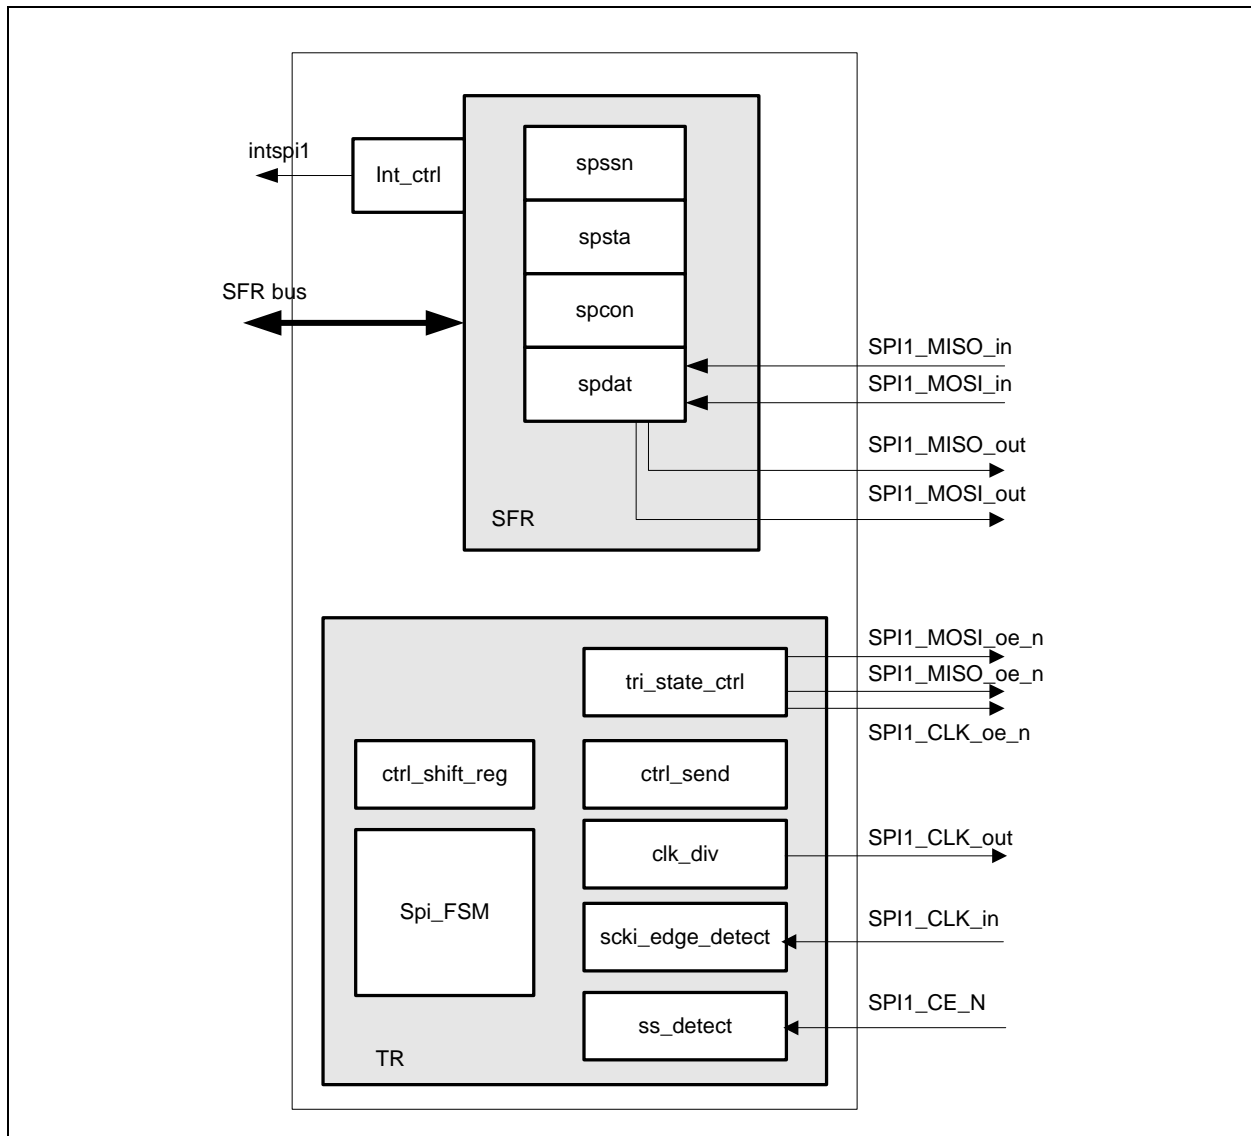 intspi1
Int_ctrl
spssn
spsta
SFR bus
spcon
SPI1_MISO_in
spdat
SPI1_MOSI_in
SPI1_MISO_out
SPI1_MOSI_out
SFR
SPI1_MOSI_oe_n
tri_state_ctrl
SPI1_MISO_oe_n
SPI1_CLK_oe_n
ctrl_shift_reg
ctrl_send
SPI1_CLK_out
clk_div
Spi_FSM
SPI1_CLK_in
scki_edge_detect
SPI1_CE_N
ss_detect
TR